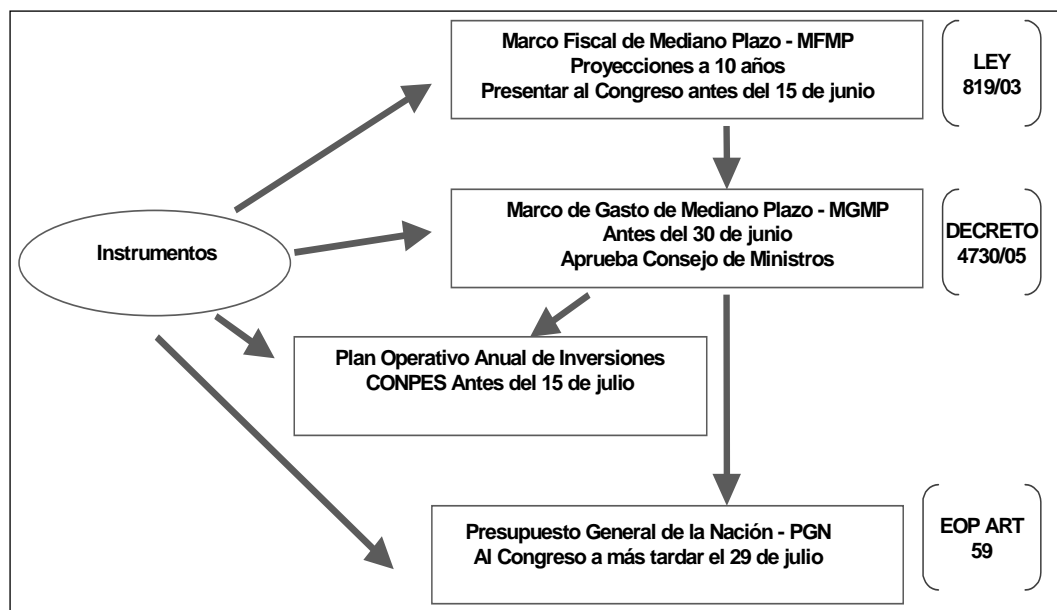 Marco Fiscal de Mediano Plazo - MFMP
Proyecciones a 10 años
Presentar al Congreso antes del 15 de junio
LEY
819/03
Marco de Gasto de Mediano Plazo - MGMP
Antes del 30 de junio
Aprueba Consejo de Ministros
DECRETO
4730/05
Instrumentos
Plan Operativo Anual de Inversiones
CONPES Antes del 15 de julio
Presupuesto General de la Nación - PGN
Al Congreso a más tardar el 29 de julio
EOP ART
59